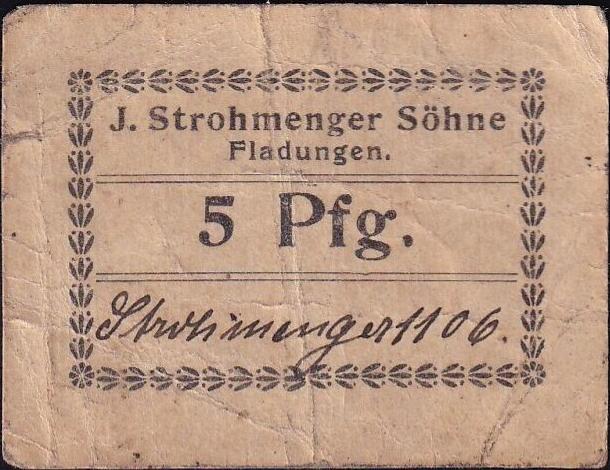 J. Strohmenger Söhne
Fladungen.
5 Pfg.
Strohmenger 1106.